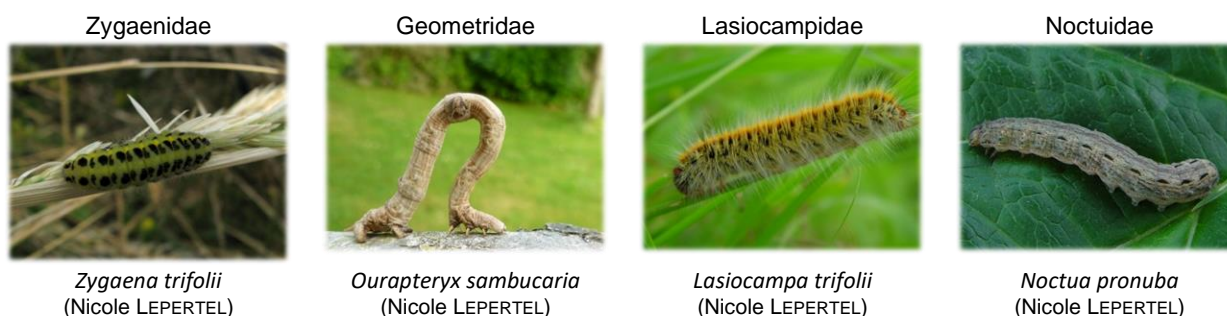 Zygaenidae
Geometridae
Lasiocampidae
Noctuidae
Zygaena trifolii
(Nicole LEPERTEL)
Ourapteryx sambucaria
(Nicole LEPERTEL)
Lasiocampa trifolii
(Nicole LEPERTEL)
Noctua pronuba
(Nicole LEPERTEL)